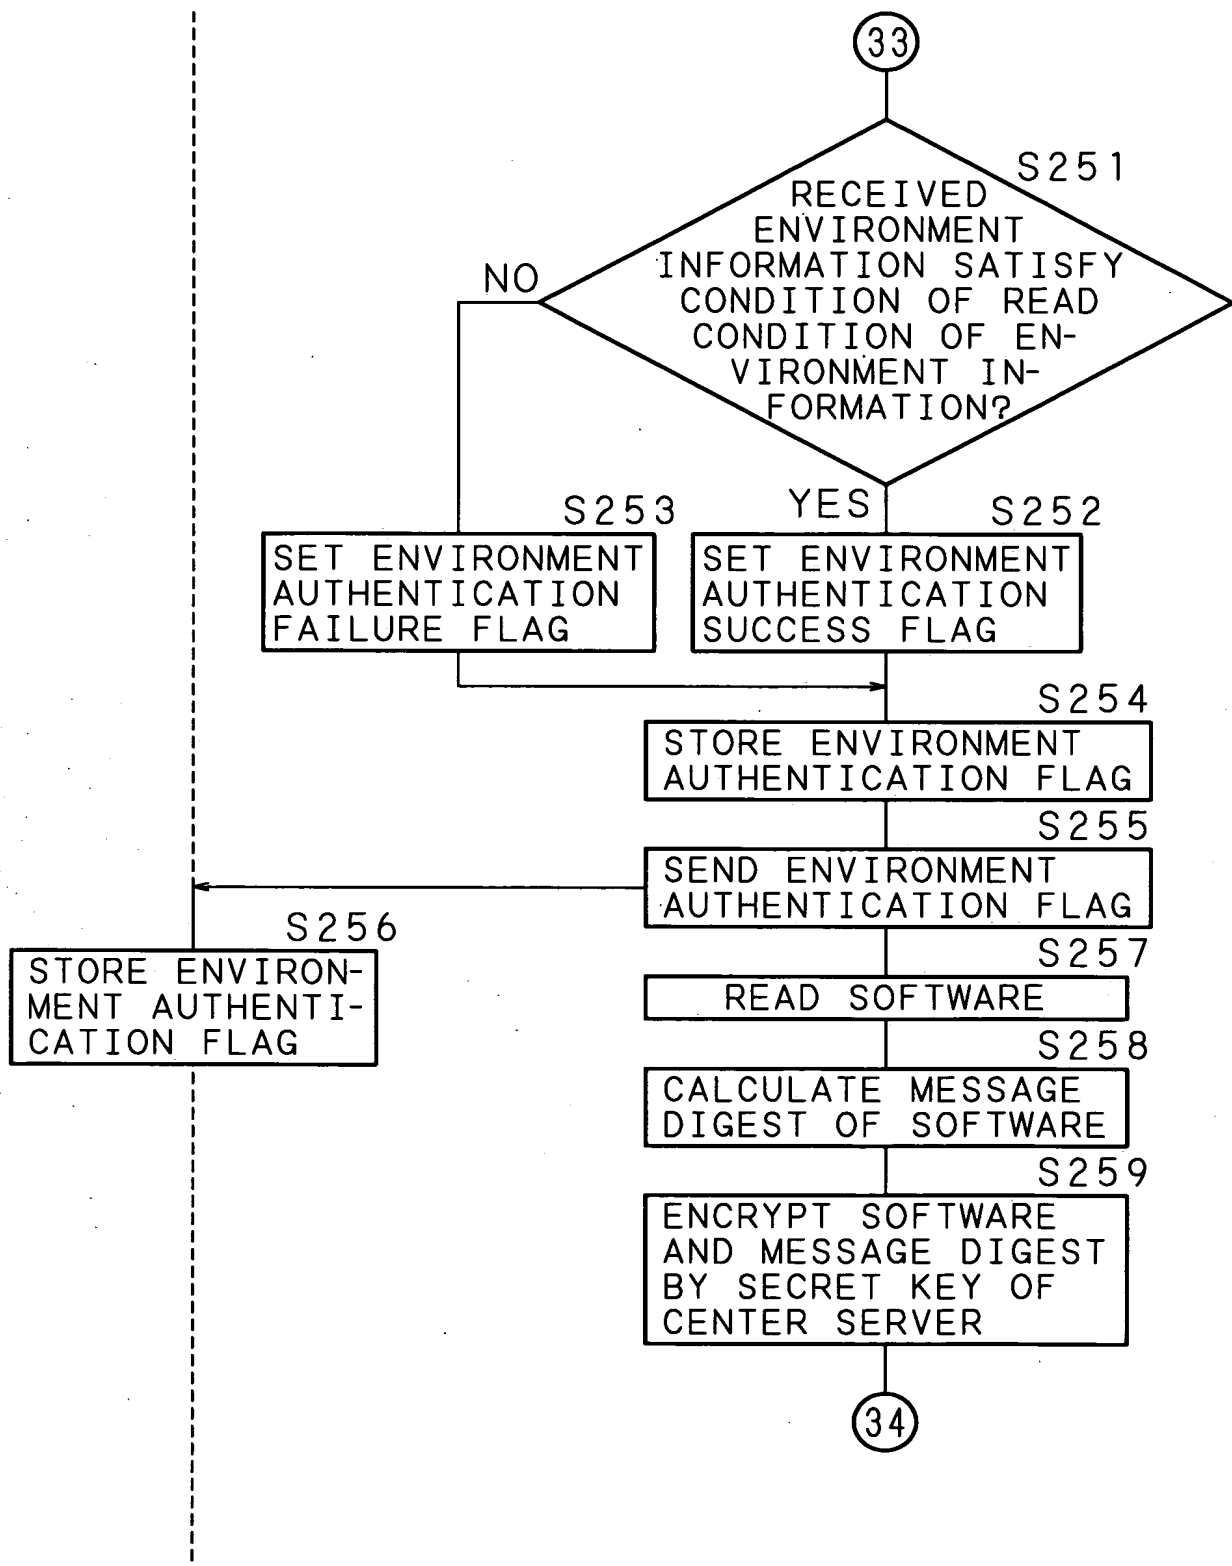 33
S251
RECEIVED
ENVIRONMENT
INFORMATION SATISFY
CONDITION OF READ
CONDITION OF EN-
VIRONMENT IN-
FORMATION?
NO
YES
S253
SET ENVIRONMENT
AUTHENTICATION
FAILURE FLAG
S252
SET ENVIRONMENT
AUTHENTICATION
SUCCESS FLAG
S254
STORE ENVIRONMENT
AUTHENTICATION FLAG
S255
SEND ENVIRONMENT
AUTHENTICATION FLAG
S256
STORE ENVIRON-
MENT AUTHENTI-
CATION FLAG
S257
READ SOFTWARE
S258
CALCULATE MESSAGE
DIGEST OF SOFTWARE
S259
ENCRYPT SOFTWARE
AND MESSAGE DIGEST
BY SECRET KEY OF
CENTER SERVER
34